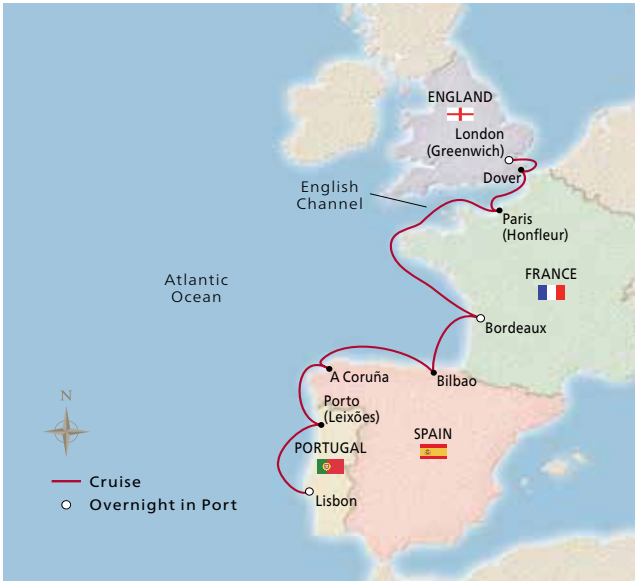 ENGLAND
London
(Greenwich)
Dover
English
Channel
Paris
(Honfleur)
Atlantic
Ocean
FRANCE
Bordeaux
A Coruña
Bilbao
N
Porto
(Leixões)
SPAIN
PORTUGAL
Cruise
Lisbon
Overnight in Port